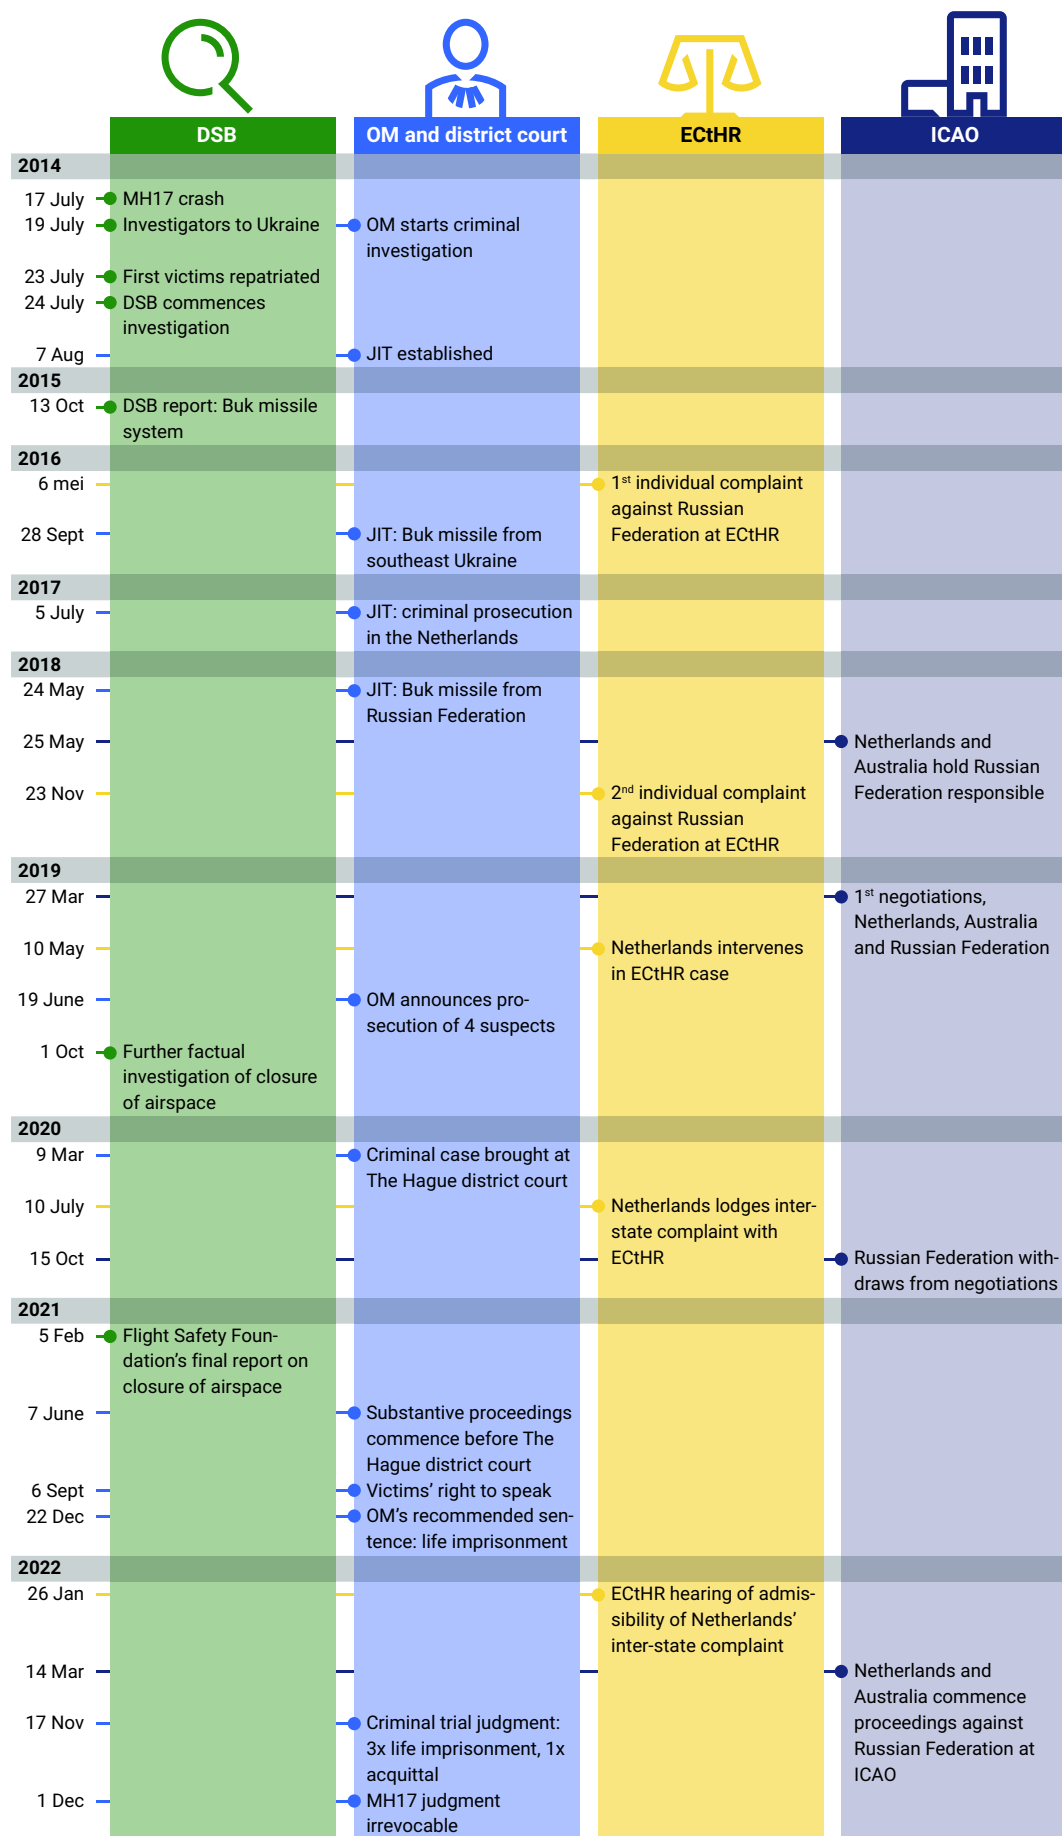 DSB
OM and district court
ECtHR
ICAO
2014
17 July
MH17 crash
19 July
Investigators to Ukraine
OM starts criminal
investigation
23 July
First victims repatriated
24 July
DSB commences
investigation
7 Aug
JIT established
2015
13 Oct
DSB report: Buk missile
system
2016
6 mei
1st individual complaint
against Russian
Federation at ECtHR
28 Sept
JIT: Buk missile from
southeast Ukraine
2017
5 July
JIT: criminal prosecution
in the Netherlands
2018
24 May
JIT: Buk missile from
Russian Federation
25 May
Netherlands and
Australia hold Russian
Federation responsible
23 Nov
2nd individual complaint
against Russian
Federation at ECtHR
2019
27 Mar
1st negotiations,
Netherlands, Australia
and Russian Federation
10 May
Netherlands intervenes
in ECtHR case
19 June
OM announces pro-
secution of 4 suspects
1 Oct
Further factual
investigation of closure
of airspace
2020
9 Mar
Criminal case brought at
The Hague district court
10 July
Netherlands lodges inter-
state complaint with
ECtHR
15 Oct
Russian Federation with-
draws from negotiations
2021
5 Feb
Flight Safety Foun-
dation's final report on
closure of airspace
7 June
Substantive proceedings
commence before The
Hague district court
6 Sept
Victims' right to speak
22 Dec
OM's recommended sen-
tence: life imprisonment
2022
26 Jan
ECtHR hearing of admis-
sibility of Netherlands'
inter-state complaint
14 Mar
Netherlands and
Australia commence
proceedings against
Russian Federation at
ICAO
17 Nov
Criminal trial judgment:
3x life imprisonment, 1x
acquittal
1 Dec
MH17 judgment
irrevocable